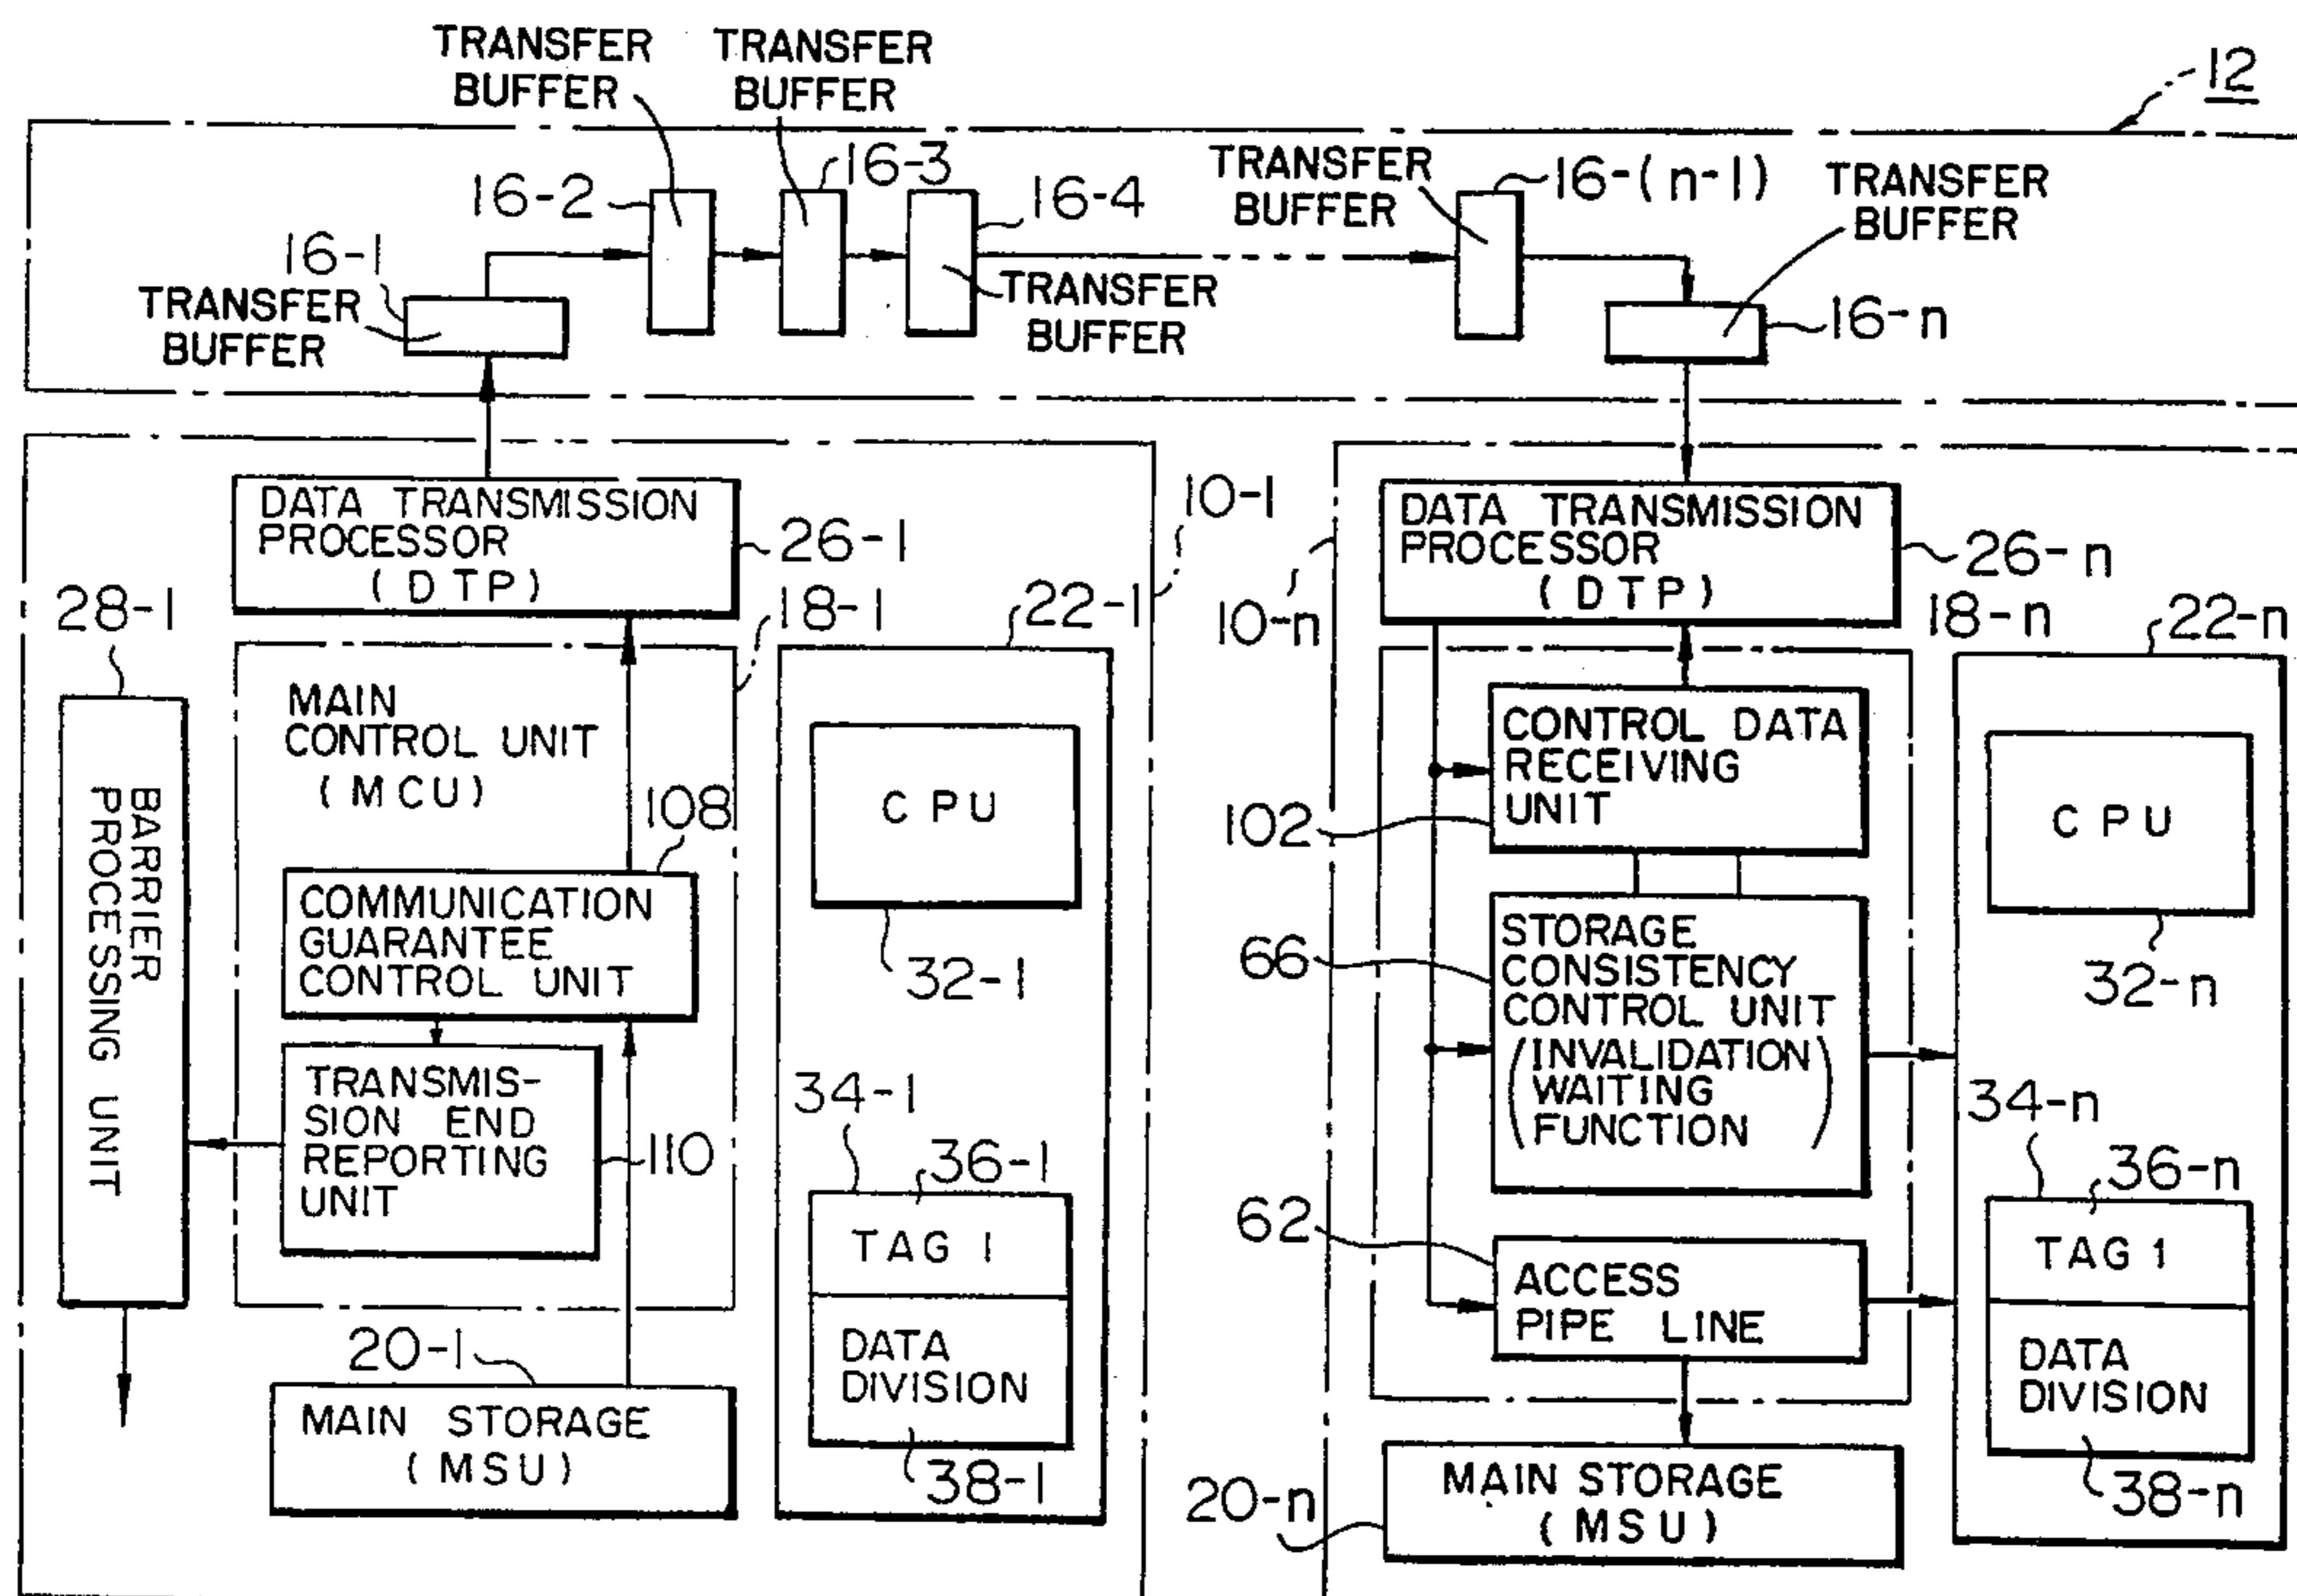 TRANSFER
BUFFER
TRANSFER
BUFFER
12
16-2
16-3
16-4
TRANSFER
BUFFER
16-(n-1)
TRANSFER
BUFFER
16-1
TRANSFER
BUFFER
TRANSFER
BUFFER
16-n
DATA TRANSMISSION
PROCESSOR
(DTP)
26-1
10-1
28-1
18-1
22-1
MAIN
CONTROL UNIT
(MCU)
108
CPU
32-1
BARRIER
PROCESSING UNIT
COMMUNICATION
GUARANTEE
CONTROL UNIT
TRANSMIS-
SION END
REPORTING
UNIT
110
34-1
36-1
TAG 1
DATA
DIVISION
38-1
20-1
MAIN STORAGE
(MSU)
10-n
DATA TRANSMISSION
PROCESSOR
(DTP)
26-n
18-n
22-n
CONTROL DATA
RECEIVING
UNIT
102
CPU
32-n
66
STORAGE
CONSISTENCY
CONTROL UNIT
(INVALIDATION
WAITING
FUNCTION)
34-n
36-n
TAG 1
DATA
DIVISION
38-n
62
ACCESS
PIPE LINE
20-n
MAIN STORAGE
(MSU)